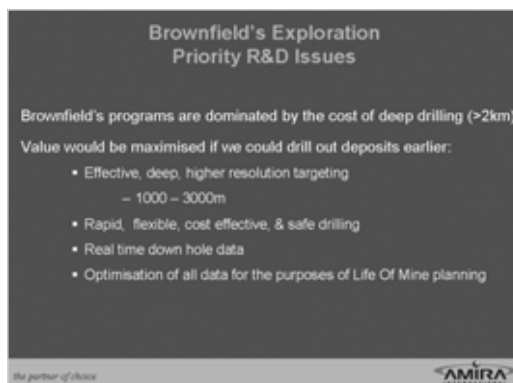 Brownfield's Exploration
Priority R&D Issues
Brownfield's programs are dominated by the cost of deep drilling (>2km)
Value would be maximised if we could drill out deposits earlier:
▪ Effective, deep, higher resolution targeting
– 1000 – 3000m
▪ Rapid, flexible, cost effective, & safe drilling
▪ Real time down hole data
▪ Optimisation of all data for the purposes of Life Of Mine planning
the partner of choice
AMIRA